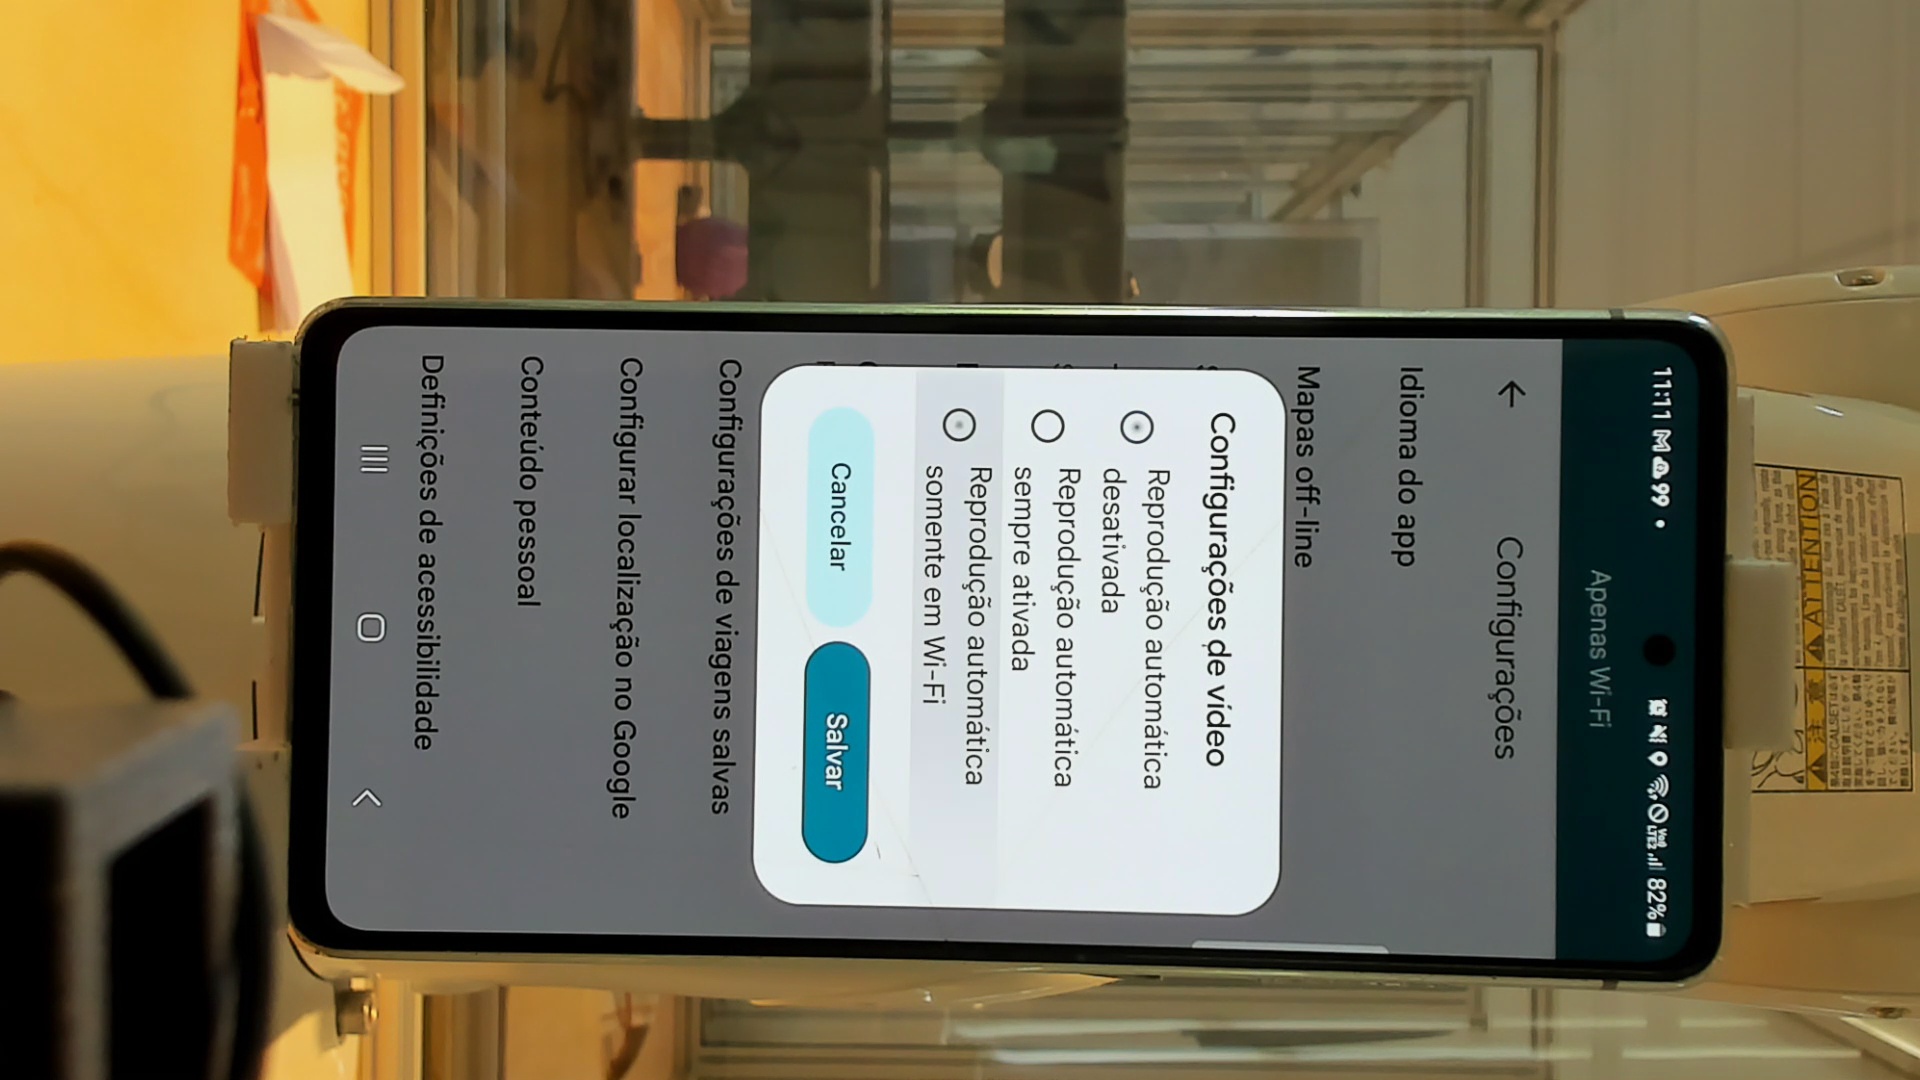 11:11 99 82%
Apenas Wi-Fi
Configurações
Idioma do app
Mapas off-line
Configurações de vídeo
Reprodução automática
desativada
Reprodução automática
sempre ativada
Reprodução automática
somente em Wi-Fi
Cancelar Salvar
Configurações de viagens salvas
Configurar localização no Google
Conteúdo pessoal
Definições de acessibilidade
ATTENTION